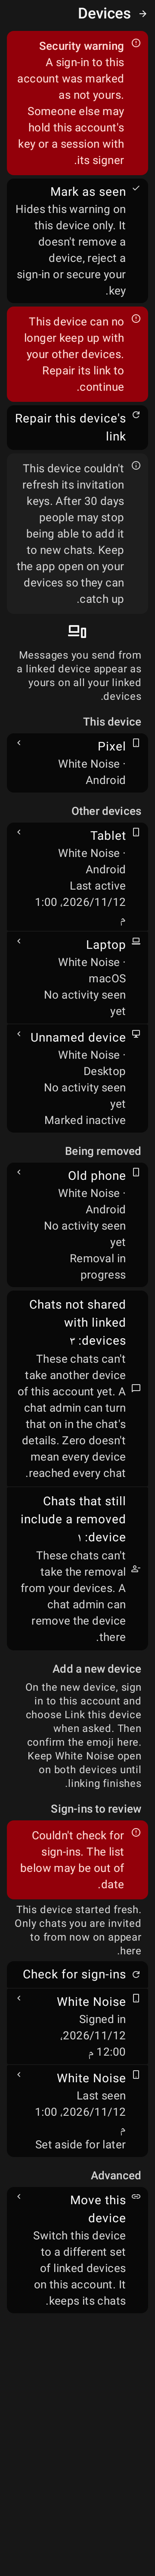 Devices
Security warning
A sign-in to this
account was marked
as not yours.
Someone else may
hold this account's
key or a session with
its signer.
Mark as seen
Hides this warning on
this device only. It
doesn't remove a
device, reject a
sign-in or secure your
key.
This device can no
longer keep up with
your other devices.
Repair its link to
continue.
Repair this device's
link
This device couldn't
refresh its invitation
keys. After 30 days
people may stop
being able to add it
to new chats. Keep
the app open on your
devices so they can
catch up.
Messages you send from
a linked device appear as
yours on all your linked
devices.
This device
Pixel
White Noise ·
Android
Other devices
Tablet
White Noise ·
Android
Last active
2026/11/12, 1:00
م
Laptop
White Noise ·
macOS
No activity seen
yet
Unnamed device
White Noise ·
Desktop
No activity seen
yet
Marked inactive
Being removed
Old phone
White Noise ·
Android
No activity seen
yet
Removal in
progress
Chats not shared
with linked
devices: ٣
These chats can't
take another device
of this account yet. A
chat admin can turn
that on in the chat's
details. Zero doesn't
mean every device
reached every chat.
Chats that still
include a removed
device: ١
These chats can't
take the removal
from your devices. A
chat admin can
remove the device
there.
Add a new device
On the new device, sign
in to this account and
choose Link this device
when asked. Then
confirm the emoji here.
Keep White Noise open
on both devices until
linking finishes.
Sign-ins to review
Couldn't check for
sign-ins. The list
below may be out of
date.
This device started fresh.
Only chats you are invited
to from now on appear
here.
Check for sign-ins
White Noise
Signed in
2026/11/12,
12:00 م
White Noise
Last seen
2026/11/12, 1:00
م
Set aside for later
Advanced
Move this
device
Switch this device
to a different set
of linked devices
on this account. It
keeps its chats.